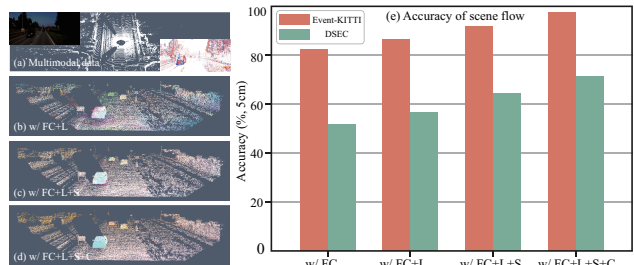 (a) Multimodal data
(b) w/ FC+L
(c) w/ FC+L+S
(d) w/ FC+L+S+C
(e) Accuracy of scene flow
Event-KITTI
DSEC
Accuracy (%, 5cm)
100
80
60
40
20
0
w/ FC
w/ FC+L
w/ FC+L+S
w/ FC+L+S+C